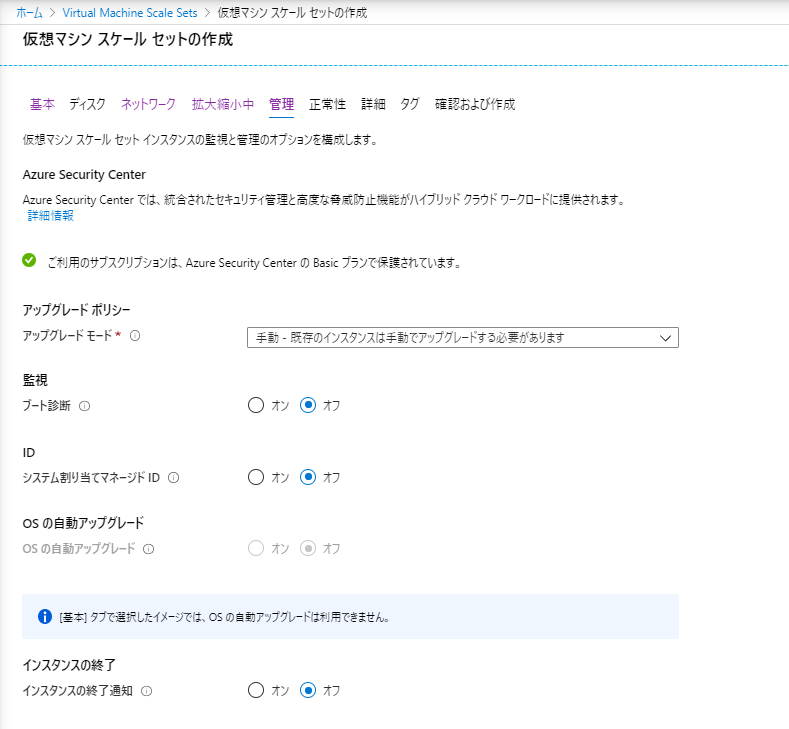 ホーム > Virtual Machine Scale Sets > 仮想マシン スケール セットの作成
仮想マシン スケール セットの作成
基本 ディスク ネットワーク 拡大縮小中 管理 正常性 詳細 タグ 確認および作成
仮想マシン スケール セット インスタンスの監視と管理のオプションを構成します。
Azure Security Center
Azure Security Center では、統合されたセキュリティ管理と高度な脅威防止機能がハイブリッド クラウド ワークロードに提供されます。
詳細情報
ご利用のサブスクリプションは、Azure Security Center の Basic プランで保護されています。
アップグレード ポリシー
アップグレード モード * 手動 - 既存のインスタンスは手動でアップグレードする必要があります
監視
ブート診断 オン オフ
ID
システム割り当てマネージド ID オン オフ
OS の自動アップグレード
OS の自動アップグレード オン オフ
[基本] タブで選択したイメージでは、OS の自動アップグレードは利用できません。
インスタンスの終了
インスタンスの終了通知 オン オフ